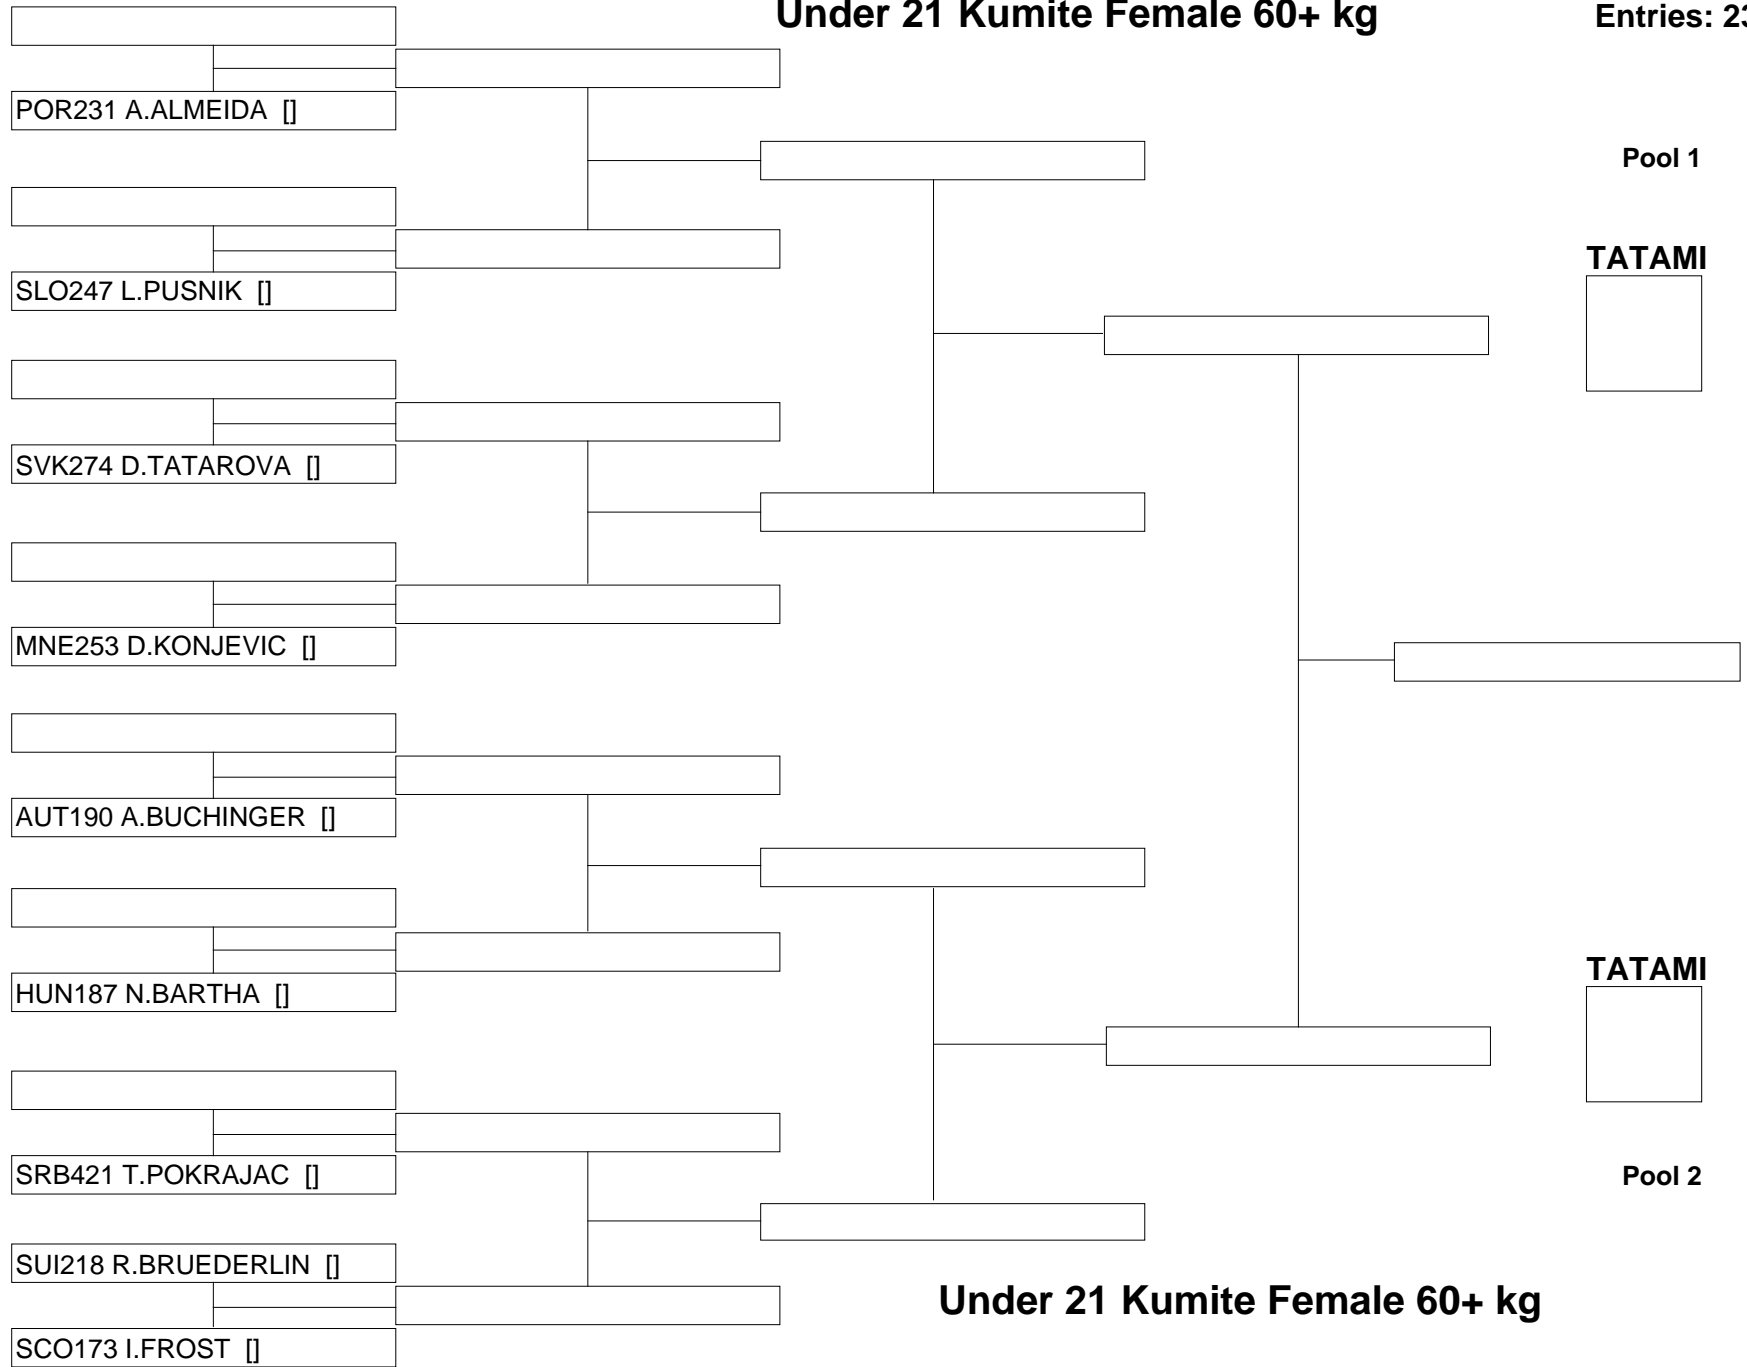 Under 21 Kumite Female 60+ kg
Entries: 23
POR231 A.ALMEIDA []
Pool 1
TATAMI
SLO247 L.PUSNIK []
SVK274 D.TATAROVA []
MNE253 D.KONJEVIC []
AUT190 A.BUCHINGER []
HUN187 N.BARTHA []
TATAMI
SRB421 T.POKRAJAC []
Pool 2
SUI218 R.BRUEDERLIN []
Under 21 Kumite Female 60+ kg
SCO173 I.FROST []